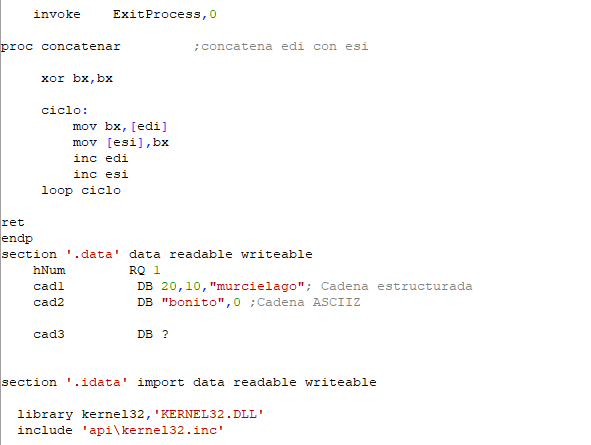 invoke    ExitProcess,0
proc concatenar         ;concatena edi con esi
xor bx,bx
ciclo:
mov bx,[edi]
mov [esi],bx
inc edi
inc esi
loop ciclo
ret
endp
section '.data' data readable writeable
hNum        RQ 1
cad1         DB 20,10,"murcielago"; Cadena estructurada
cad2         DB "bonito",0 ;Cadena ASCIIZ
cad3         DB ?
section '.idata' import data readable writeable
library kernel32,'KERNEL32.DLL'
include 'api\kernel32.inc'